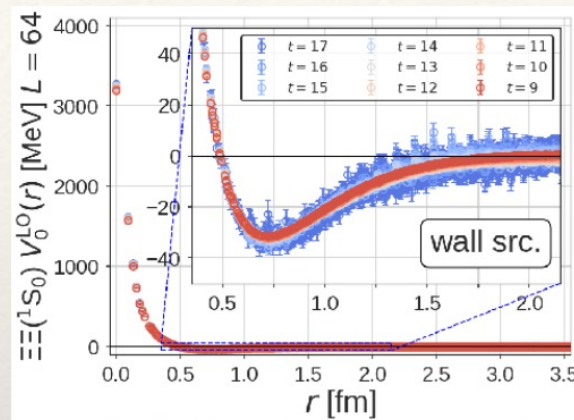 ΞΞ(¹S₀) V₀ᴸᴼ(r) [MeV] L = 64
4000
3000
2000
1000
0
40
20
0
−20
−40
t = 17 t = 14 t = 11
t = 16 t = 13 t = 10
t = 15 t = 12 t = 9
wall src.
0.5 1.0 1.5 2.0
0.0 0.5 1.0 1.5 2.0 2.5 3.0 3.5
r [fm]